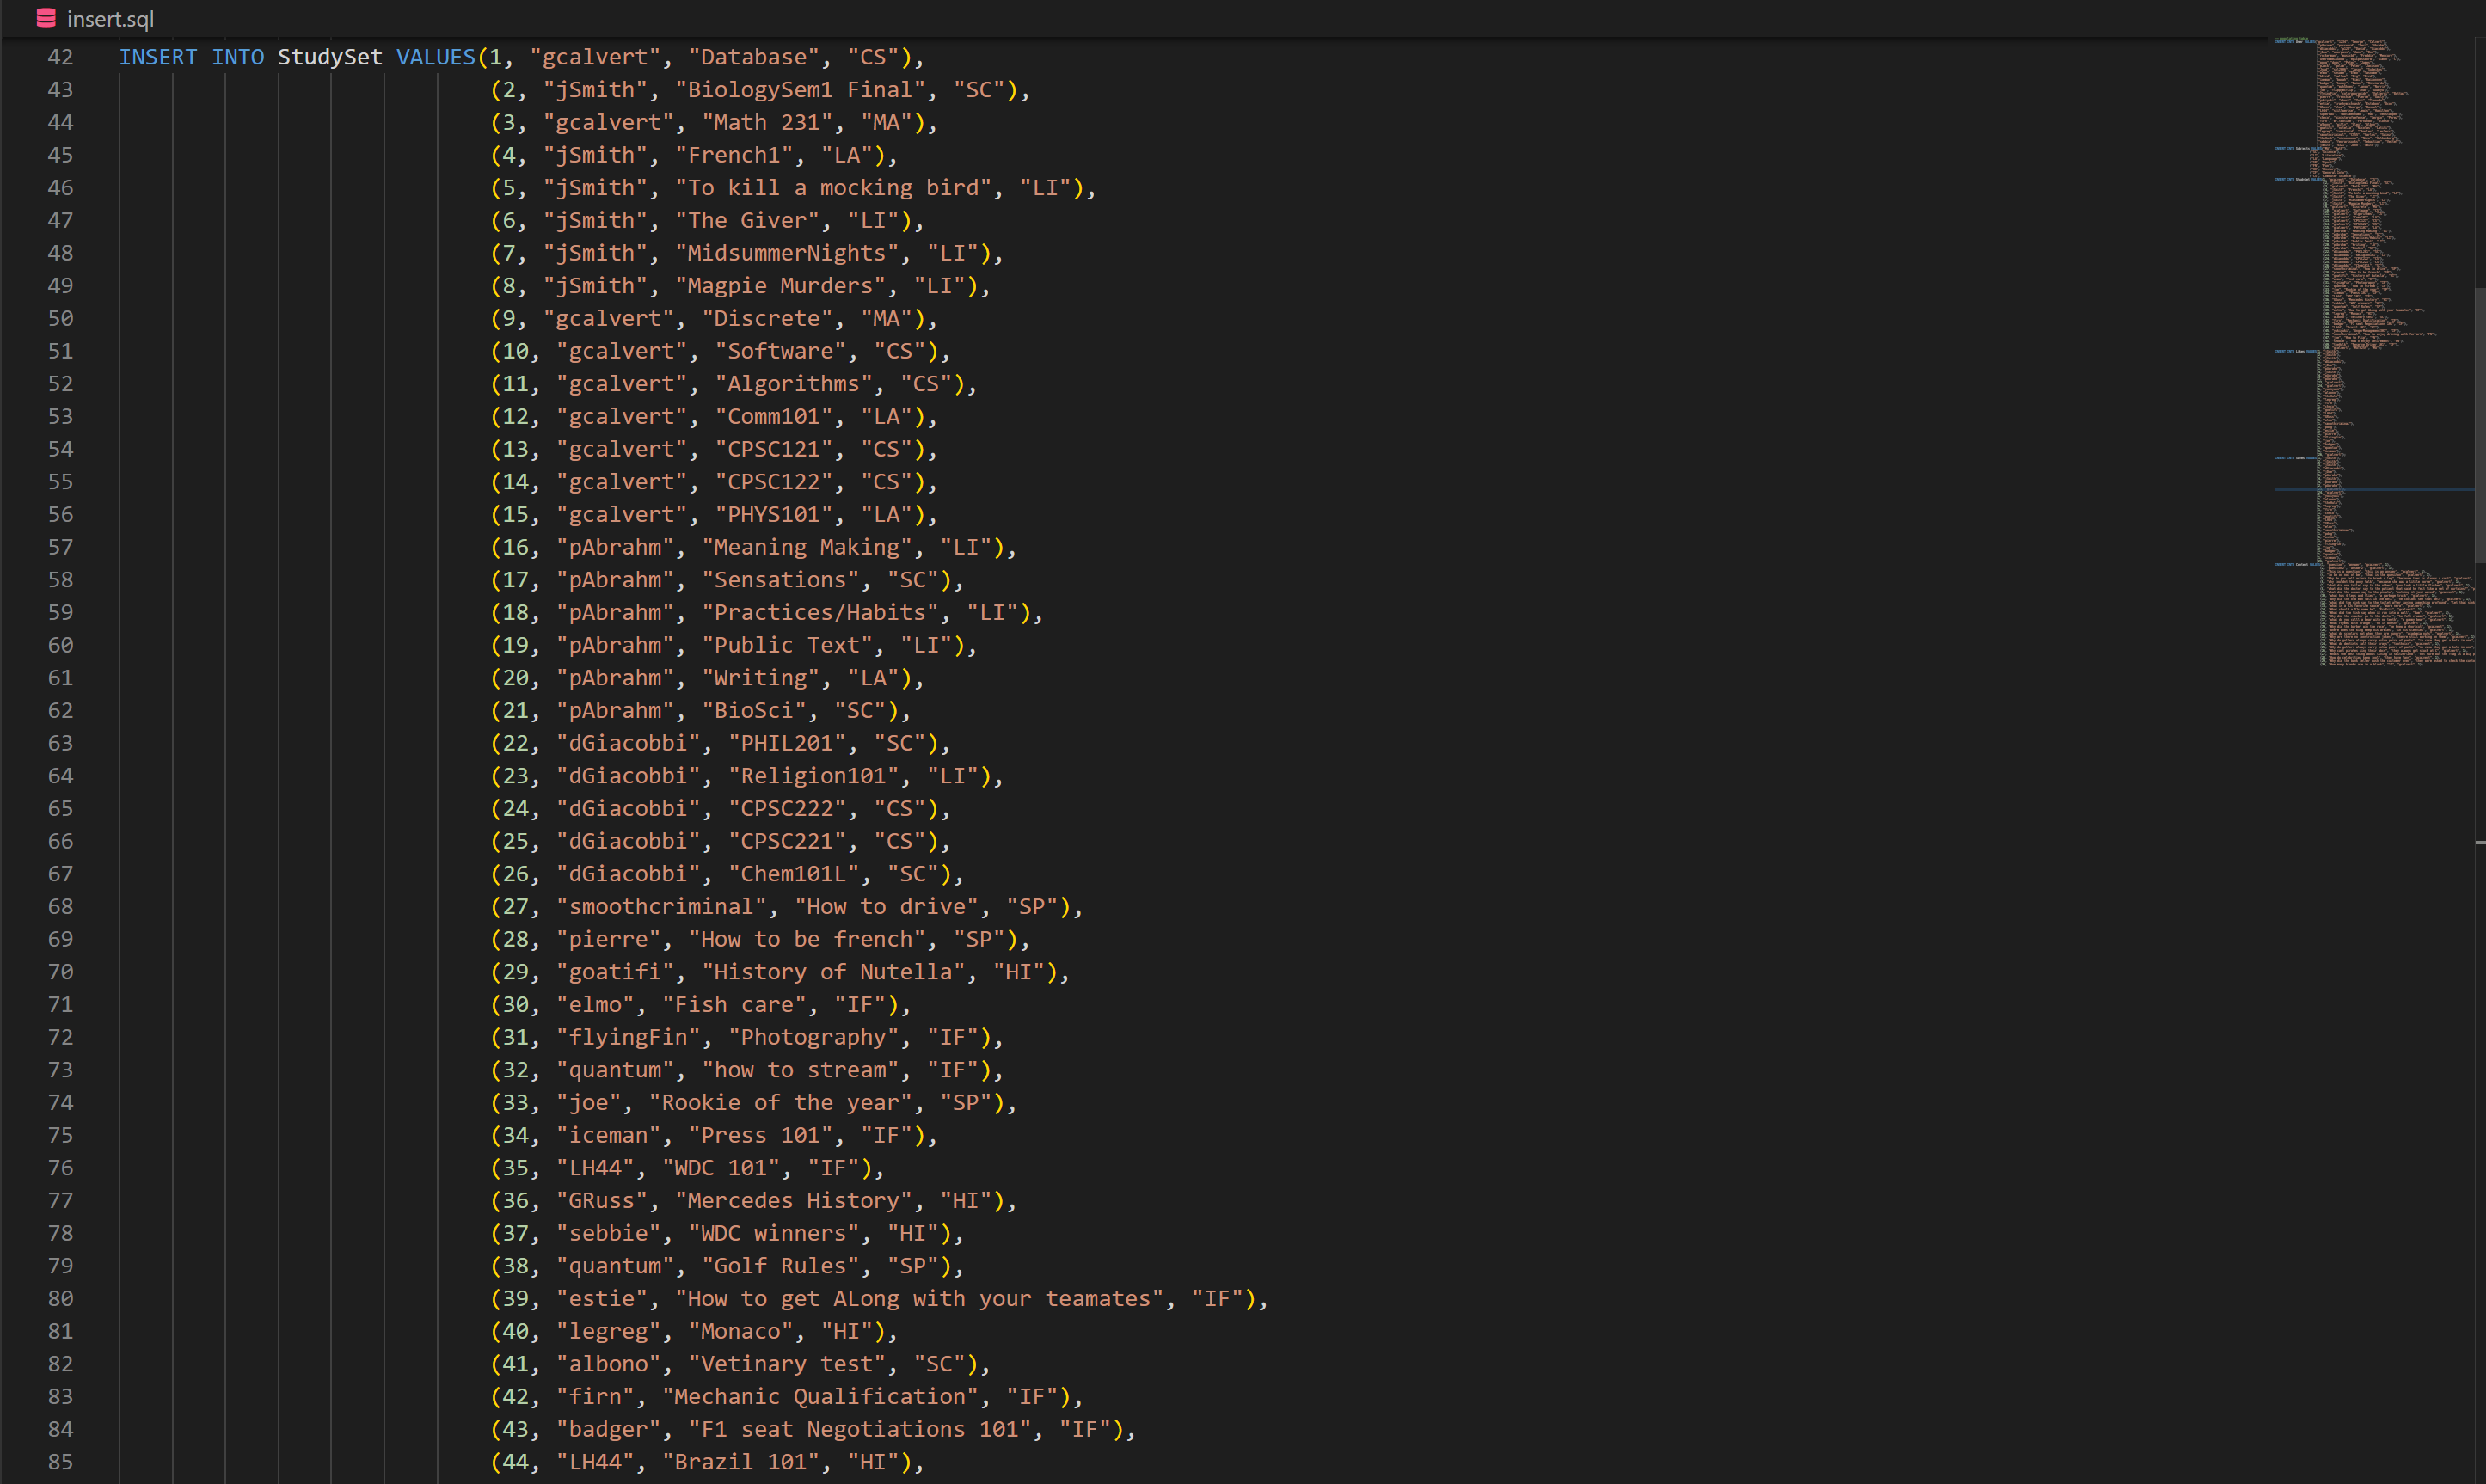 insert.sql
42 INSERT INTO StudySet VALUES(1, "gcalvert", "Database", "CS"),
43 (2, "jSmith", "BiologySem1 Final", "SC"),
44 (3, "gcalvert", "Math 231", "MA"),
45 (4, "jSmith", "French1", "LA"),
46 (5, "jSmith", "To kill a mocking bird", "LI"),
47 (6, "jSmith", "The Giver", "LI"),
48 (7, "jSmith", "MidsummerNights", "LI"),
49 (8, "jSmith", "Magpie Murders", "LI"),
50 (9, "gcalvert", "Discrete", "MA"),
51 (10, "gcalvert", "Software", "CS"),
52 (11, "gcalvert", "Algorithms", "CS"),
53 (12, "gcalvert", "Comm101", "LA"),
54 (13, "gcalvert", "CPSC121", "CS"),
55 (14, "gcalvert", "CPSC122", "CS"),
56 (15, "gcalvert", "PHYS101", "LA"),
57 (16, "pAbrahm", "Meaning Making", "LI"),
58 (17, "pAbrahm", "Sensations", "SC"),
59 (18, "pAbrahm", "Practices/Habits", "LI"),
60 (19, "pAbrahm", "Public Text", "LI"),
61 (20, "pAbrahm", "Writing", "LA"),
62 (21, "pAbrahm", "BioSci", "SC"),
63 (22, "dGiacobbi", "PHIL201", "SC"),
64 (23, "dGiacobbi", "Religion101", "LI"),
65 (24, "dGiacobbi", "CPSC222", "CS"),
66 (25, "dGiacobbi", "CPSC221", "CS"),
67 (26, "dGiacobbi", "Chem101L", "SC"),
68 (27, "smoothcriminal", "How to drive", "SP"),
69 (28, "pierre", "How to be french", "SP"),
70 (29, "goatifi", "History of Nutella", "HI"),
71 (30, "elmo", "Fish care", "IF"),
72 (31, "flyingFin", "Photography", "IF"),
73 (32, "quantum", "how to stream", "IF"),
74 (33, "joe", "Rookie of the year", "SP"),
75 (34, "iceman", "Press 101", "IF"),
76 (35, "LH44", "WDC 101", "IF"),
77 (36, "GRuss", "Mercedes History", "HI"),
78 (37, "sebbie", "WDC winners", "HI"),
79 (38, "quantum", "Golf Rules", "SP"),
80 (39, "estie", "How to get ALong with your teamates", "IF"),
81 (40, "legreg", "Monaco", "HI"),
82 (41, "albono", "Vetinary test", "SC"),
83 (42, "firn", "Mechanic Qualification", "IF"),
84 (43, "badger", "F1 seat Negotiations 101", "IF"),
85 (44, "LH44", "Brazil 101", "HI"),